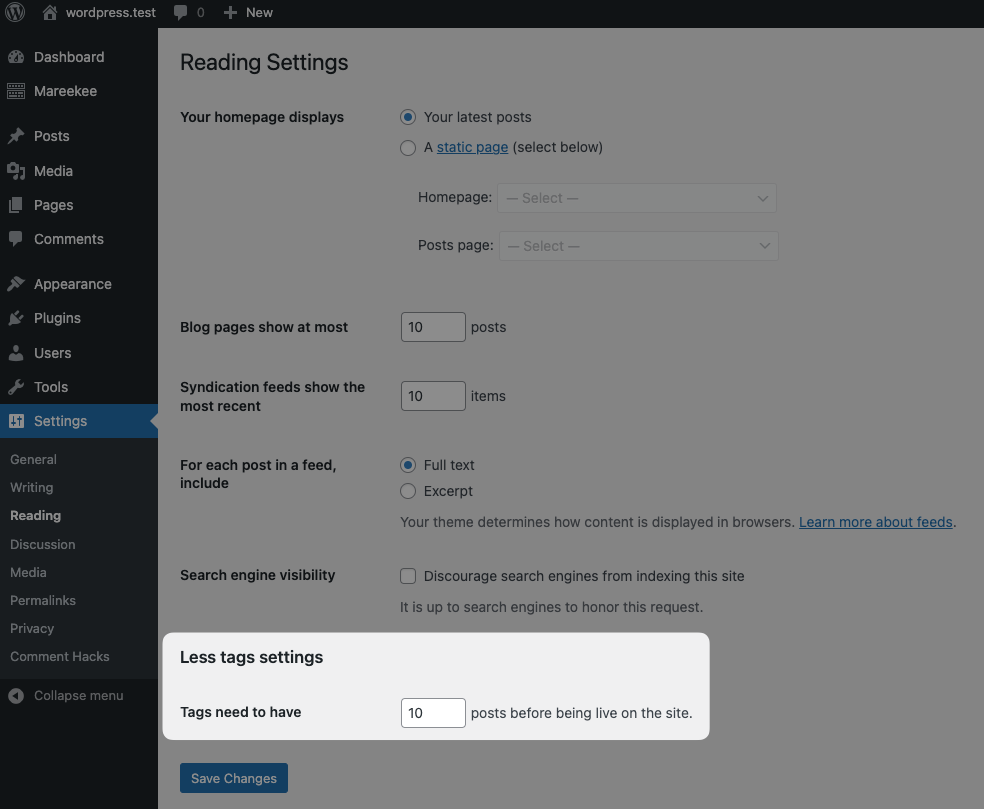 wordpress.test 0 New
Dashboard
Mareekee
Posts
Media
Pages
Comments
Appearance
Plugins
Users
Tools
Settings
General
Writing
Reading
Discussion
Media
Permalinks
Privacy
Comment Hacks
Collapse menu
Reading Settings
Your homepage displays
Your latest posts
A static page (select below)
Homepage: — Select —
Posts page: — Select —
Blog pages show at most 10 posts
Syndication feeds show the
most recent
10 items
For each post in a feed,
include
Full text
Excerpt
Your theme determines how content is displayed in browsers. Learn more about feeds.
Search engine visibility
Discourage search engines from indexing this site
It is up to search engines to honor this request.
Less tags settings
Tags need to have 10 posts before being live on the site.
Save Changes